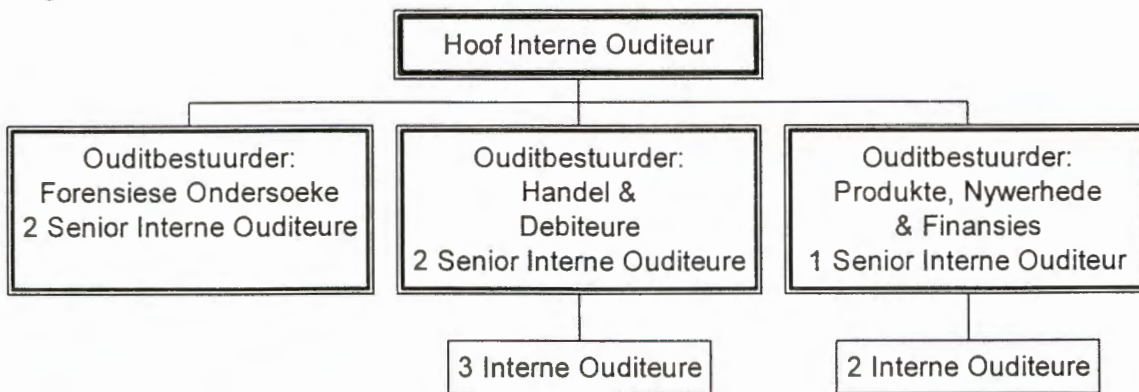 Hoof Interne Ouditeur
Ouditbestuurder:
Forensiese Ondersoeke
2 Senior Interne Ouditeure
Ouditbestuurder:
Handel &
Debiteure
2 Senior Interne Ouditeure
Ouditbestuurder:
Produkte, Nywerhede
& Finansies
1 Senior Interne Ouditeur
3 Interne Ouditeure
2 Interne Ouditeure